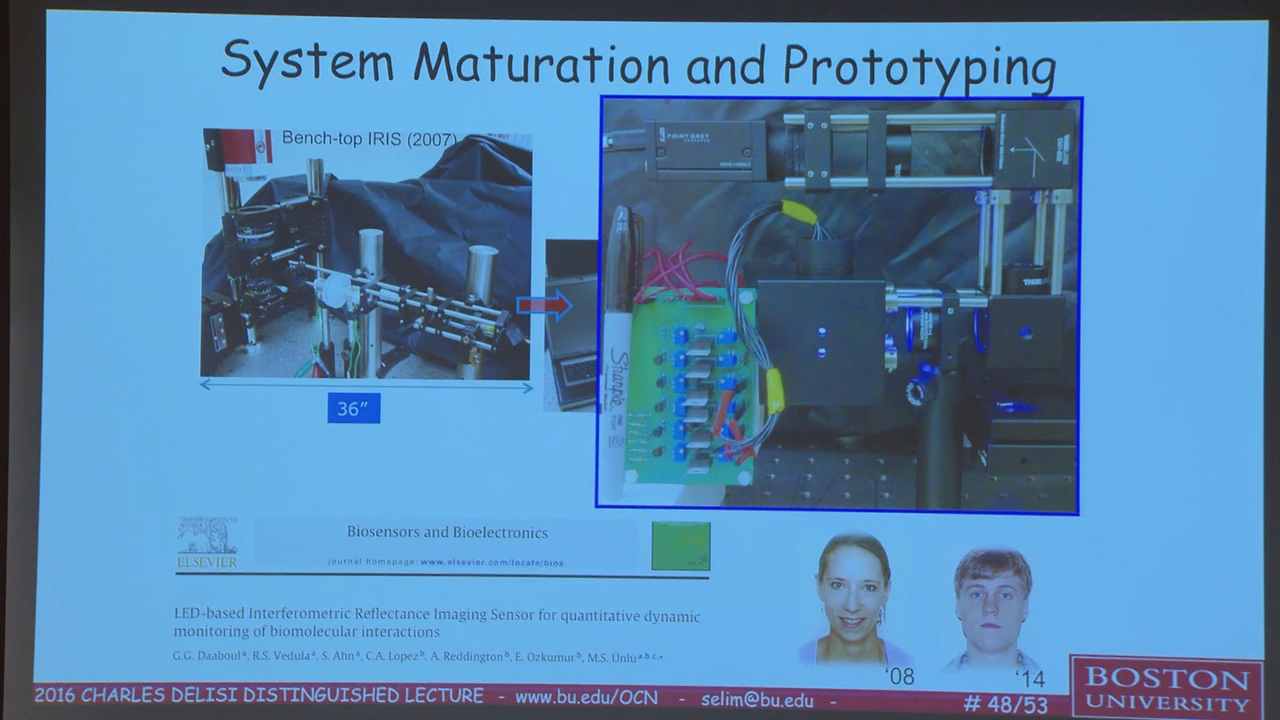 System Maturation and Prototyping
Bench-top IRIS (2007)
POINT GREY
Sharpie
36"
ELSEVIER
Biosensors and Bioelectronics
journal homepage: www.elsevier.com/locate/bios
LED-based Interferometric Reflectance Imaging Sensor for quantitative dynamic
monitoring of biomolecular interactions
G.G. Daaboul a, R.S. Vedula a, S. Ahn a, C.A. Lopez b, A. Reddington b, E. Ozkumur b, M.S. Ünlü a,b,c,*
'08
'14
2016 CHARLES DELISI DISTINGUISHED LECTURE - www.bu.edu/OCN - selim@bu.edu -
# 48/53
BOSTON
UNIVERSITY